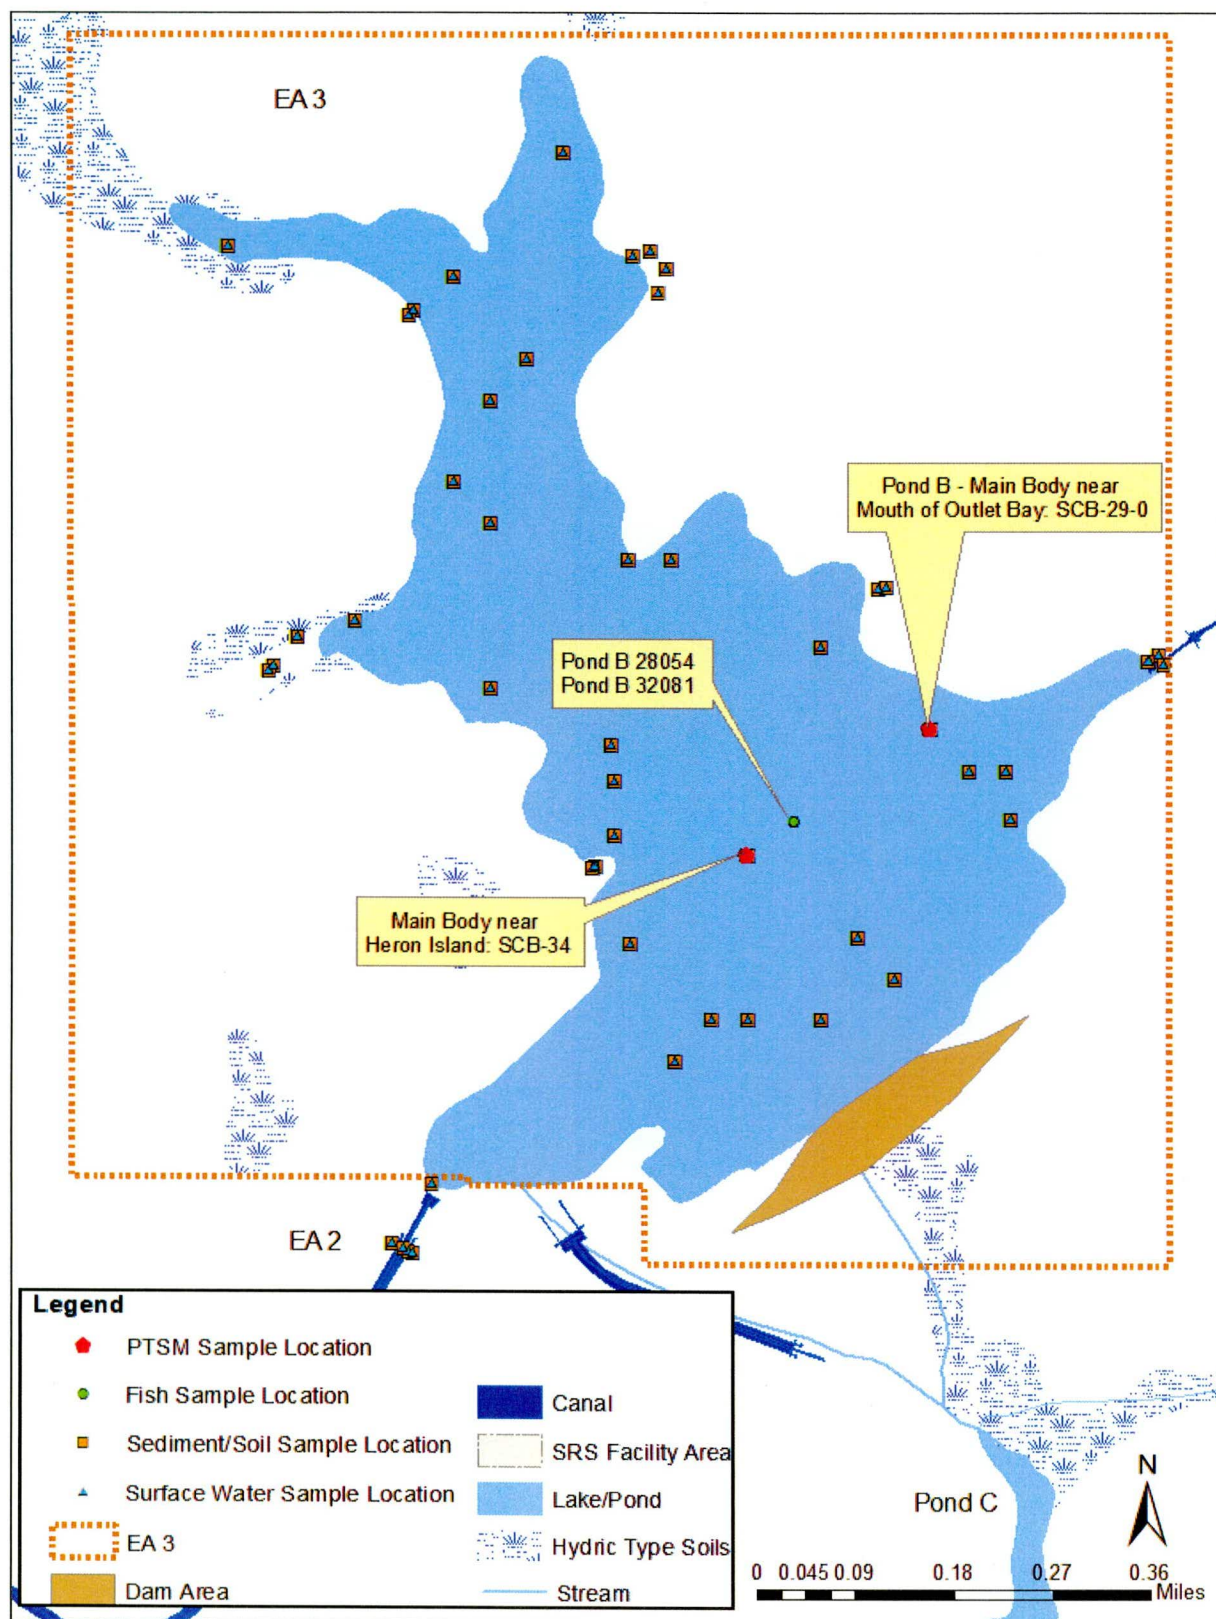 EA 3
Pond B - Main Body near
Mouth of Outlet Bay: SCB-29-0
Pond B 28054
Pond B 32081
Main Body near
Heron Island: SCB-34
EA 2
Legend
PTSM Sample Location
Fish Sample Location
Sediment/Soil Sample Location
Surface Water Sample Location
EA 3
Dam Area
Canal
SRS Facility Area
Lake/Pond
Hydric Type Soils
Stream
Pond C
N
0 0.045 0.09 0.18 0.27 0.36
Miles